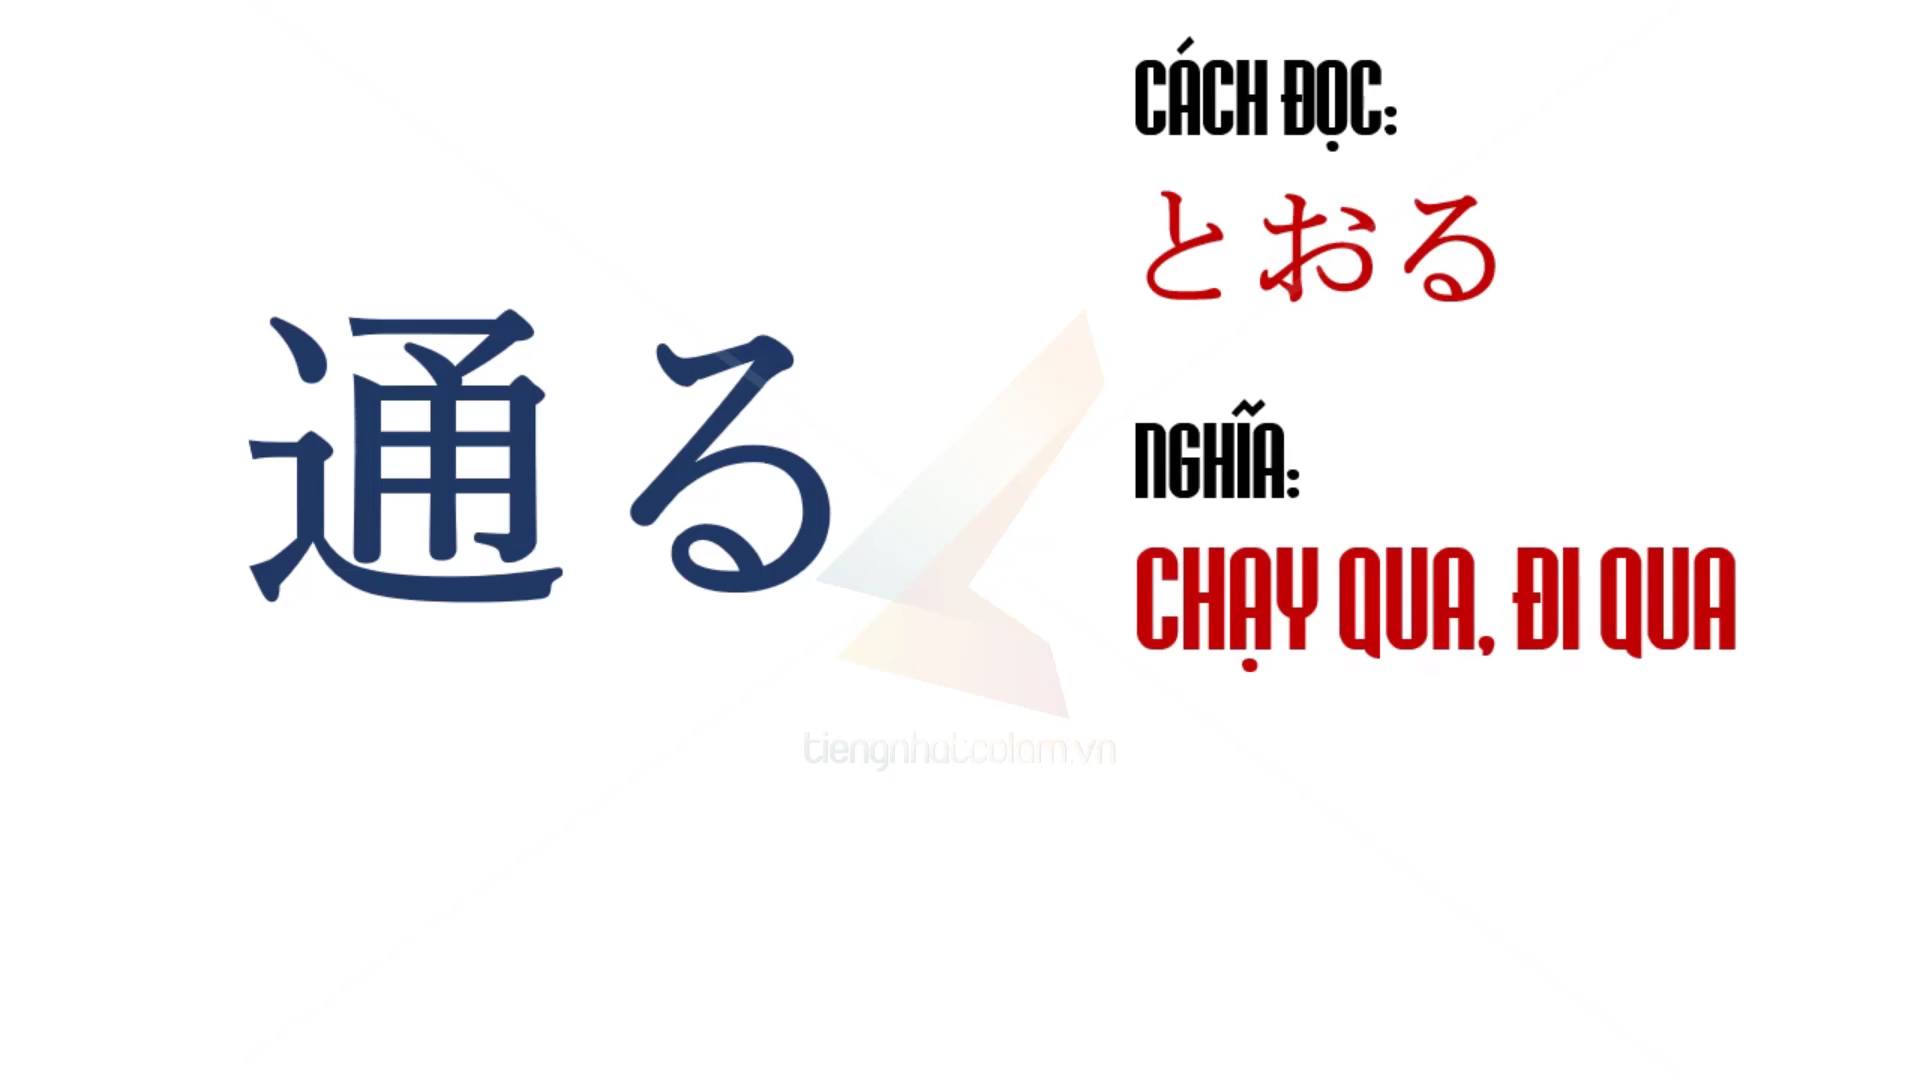 通る
CÁCH ĐỌC:
とおる
NGHĨA:
CHẠY QUA, ĐI QUA
tiengnhatcolam.vn